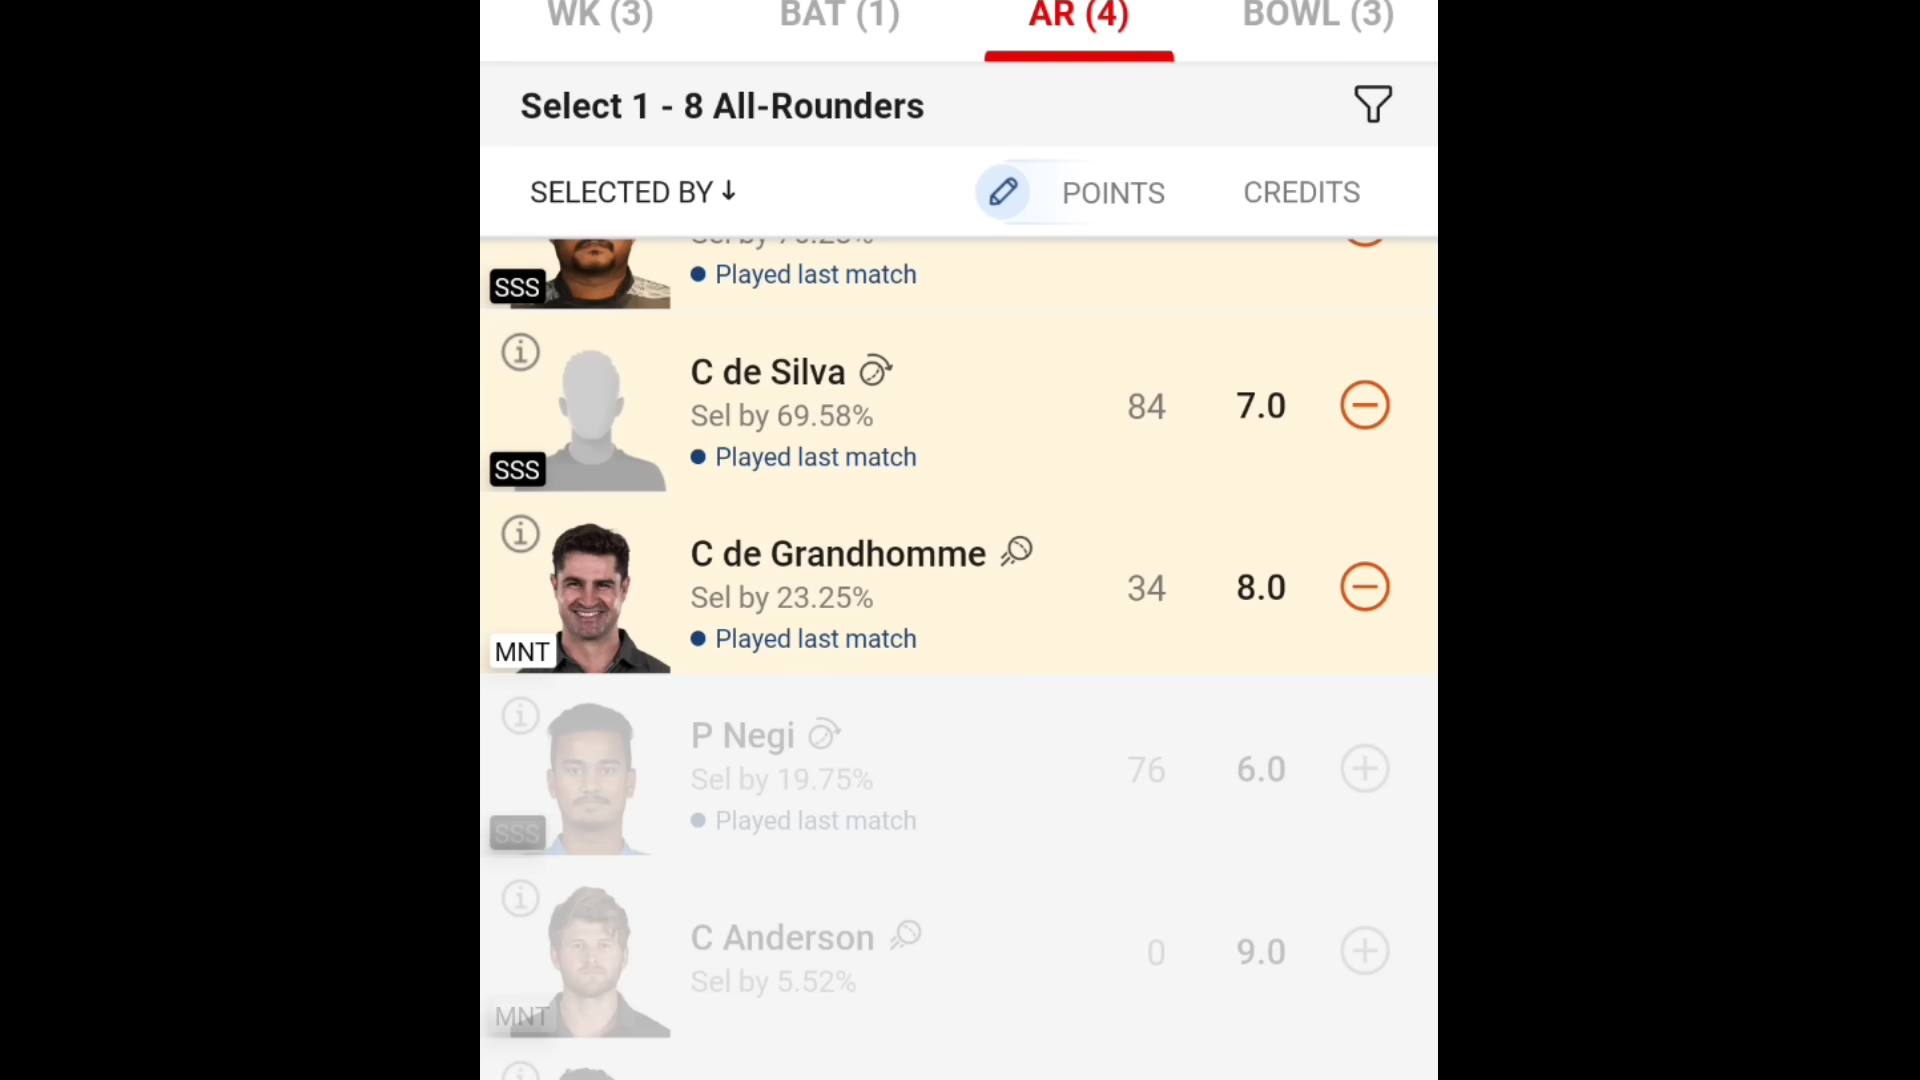 WK (3) BAT (1) AR (4) BOWL (3)
Select 1 - 8 All-Rounders
SELECTED BY POINTS CREDITS
Played last match
SSS
C de Silva
Sel by 69.58% 84 7.0
Played last match
SSS
C de Grandhomme
Sel by 23.25% 34 8.0
Played last match
MNT
P Negi
Sel by 19.75% 76 6.0
Played last match
SSS
C Anderson
Sel by 5.52% 0 9.0
MNT